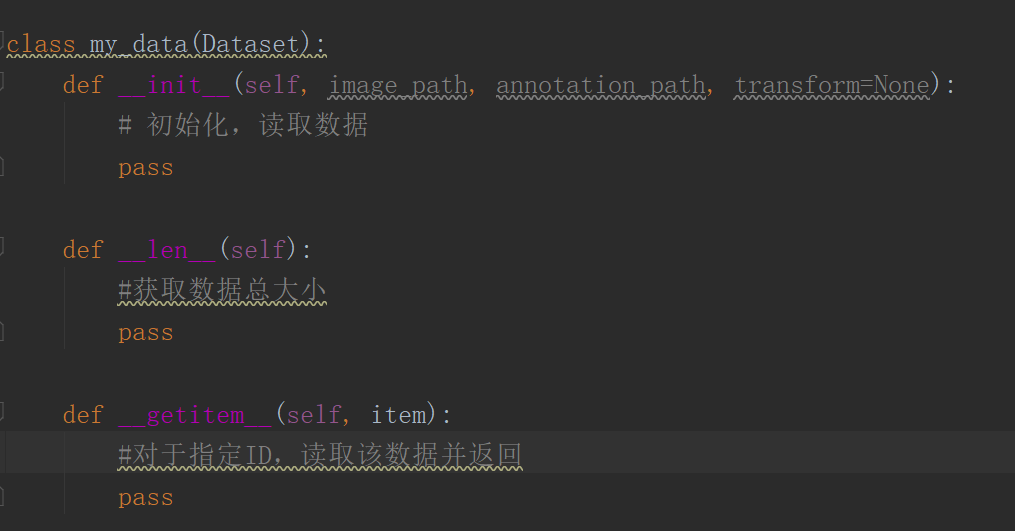 class my_data(Dataset):
def __init__(self, image_path, annotation_path, transform=None):
# 初始化，读取数据
pass
def __len__(self):
#获取数据总大小
pass
def __getitem__(self, item):
#对于指定ID，读取该数据并返回
pass